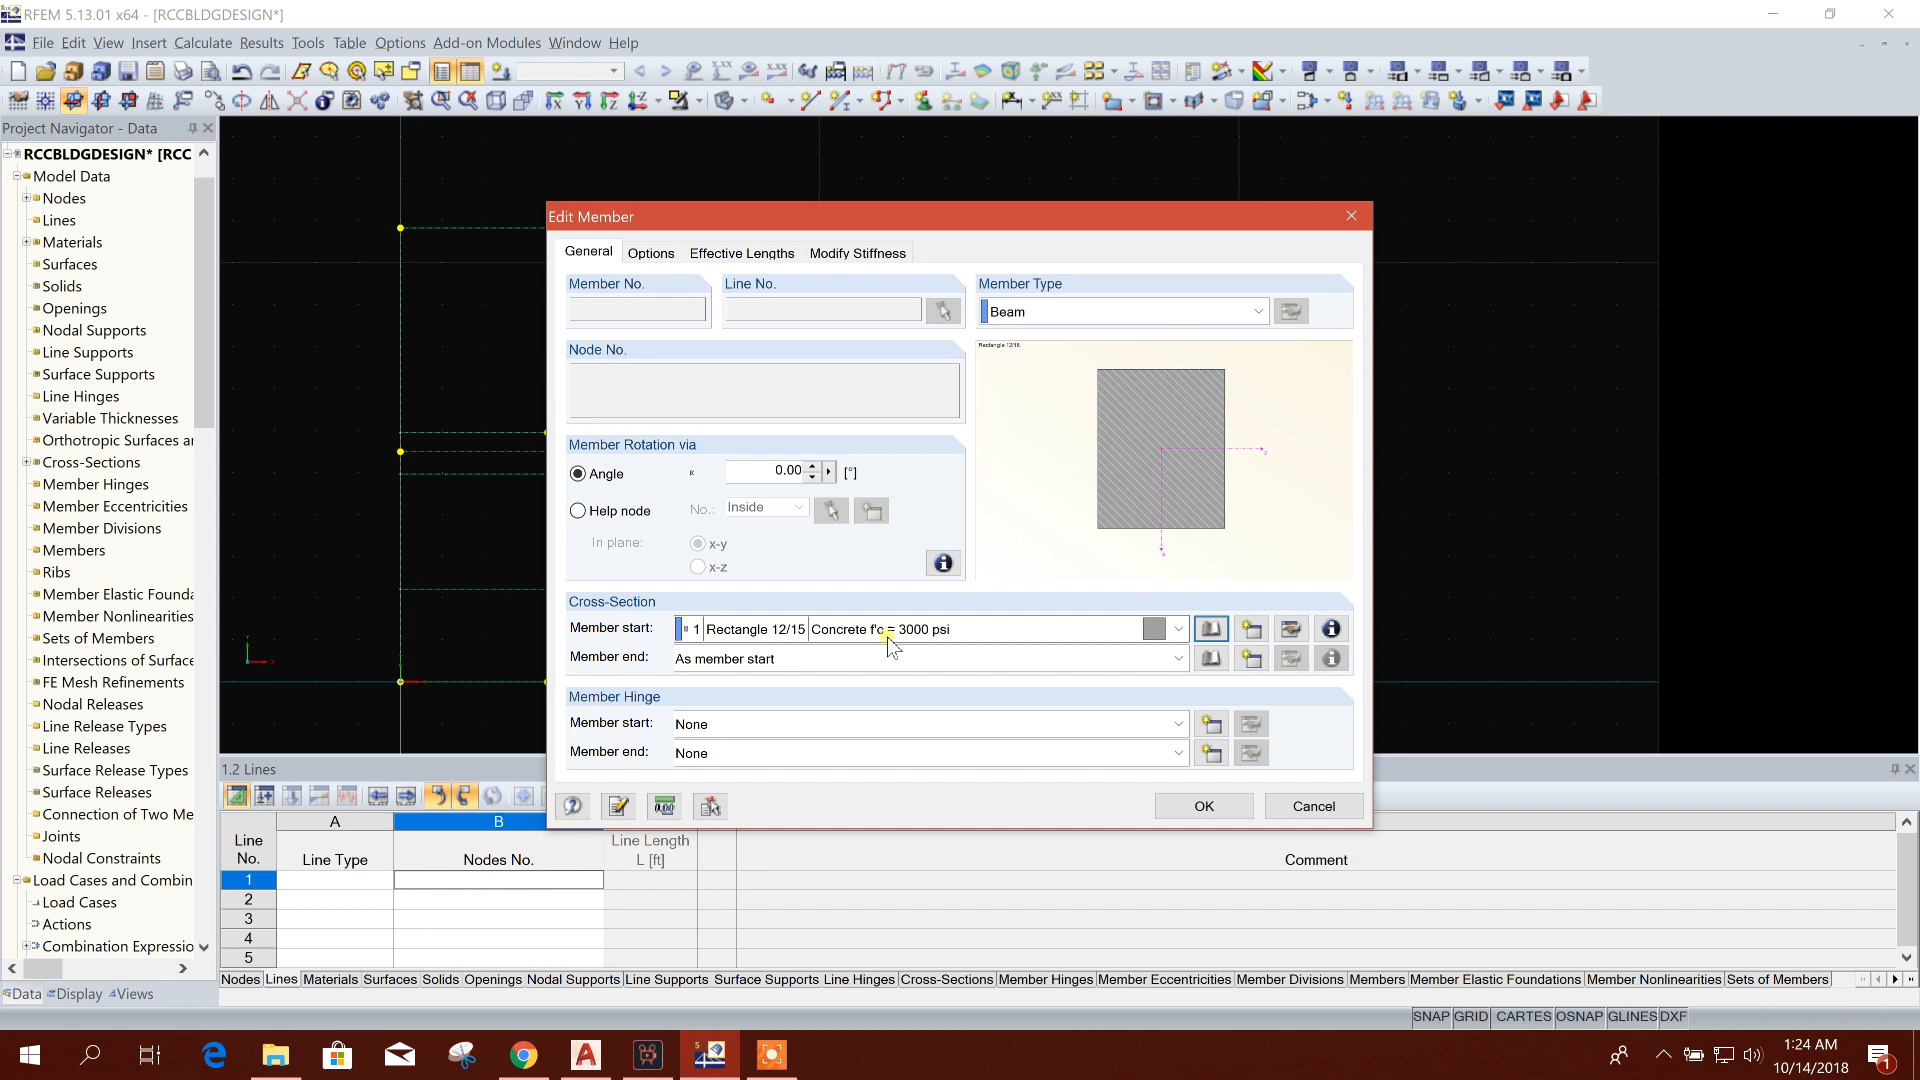 RFEM 5.13.01 x64 - [RCCBLDGDESIGN*]
File Edit View Insert Calculate Results Tools Table Options Add-on Modules Window Help
Project Navigator - Data
RCCBLDGDESIGN* [RCC
Model Data
Nodes
Lines
Materials
Surfaces
Solids
Openings
Nodal Supports
Line Supports
Surface Supports
Line Hinges
Variable Thicknesses
Orthotropic Surfaces ar
Cross-Sections
Member Hinges
Member Eccentricities
Member Divisions
Members
Ribs
Member Elastic Founda
Member Nonlinearities
Sets of Members
Intersections of Surface
FE Mesh Refinements
Nodal Releases
Line Release Types
Line Releases
Surface Release Types
Surface Releases
Connection of Two Me
Joints
Nodal Constraints
Load Cases and Combin
Load Cases
Actions
Combination Expressio
Data Display Views
Edit Member
General Options Effective Lengths Modify Stiffness
Member No. Line No. Member Type
Beam
Node No.
Rectangle 12/15
Member Rotation via
Angle 0.00 [°]
Help node No.: Inside
In plane: x-y
x-z
z
z
Cross-Section
Member start: 1 Rectangle 12/15 Concrete f'c = 3000 psi
Member end: As member start
Member Hinge
Member start: None
Member end: None
OK Cancel
1.2 Lines
A B
Line No. Line Type Nodes No. Line Length L [ft] Comment
1
2
3
4
5
Nodes Lines Materials Surfaces Solids Openings Nodal Supports Line Supports Surface Supports Line Hinges Cross-Sections Member Hinges Member Eccentricities Member Divisions Members Member Elastic Foundations Member Nonlinearities Sets of Members
SNAP GRID CARTES OSNAP GLINES DXF
1:24 AM
10/14/2018
1